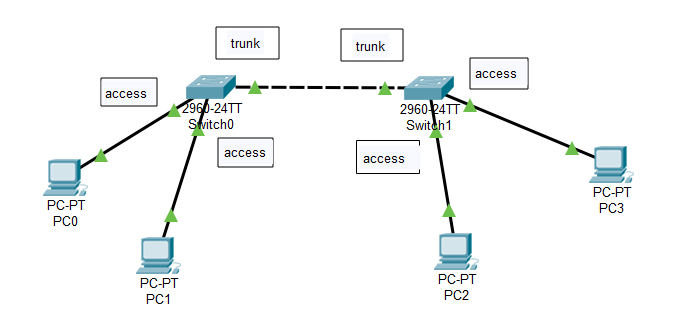 trunk
trunk
access
access
2960-24TT
Switch0
2960-24TT
Switch1
access
access
PC-PT
PC0
PC-PT
PC3
PC-PT
PC1
PC-PT
PC2